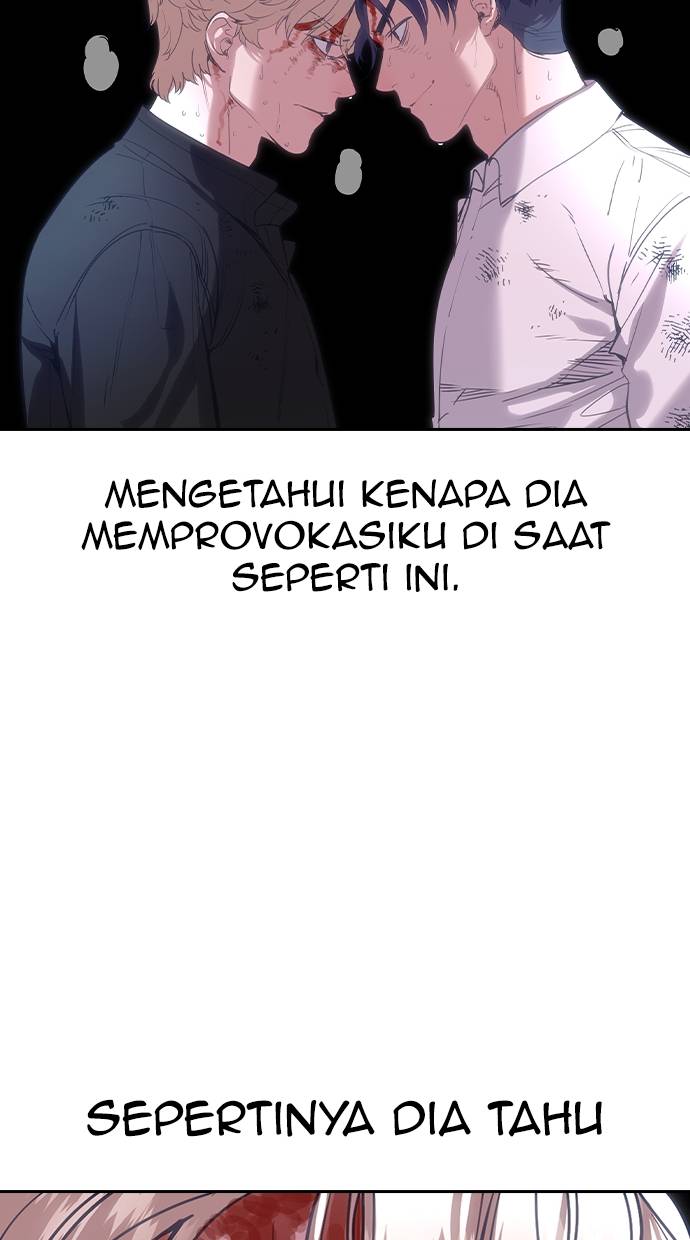 MENGETAHUI KENAPA DIA
MEMPROVOKASIKU DI SAAT
SEPERTI INI.
SEPERTINYA DIA TAHU